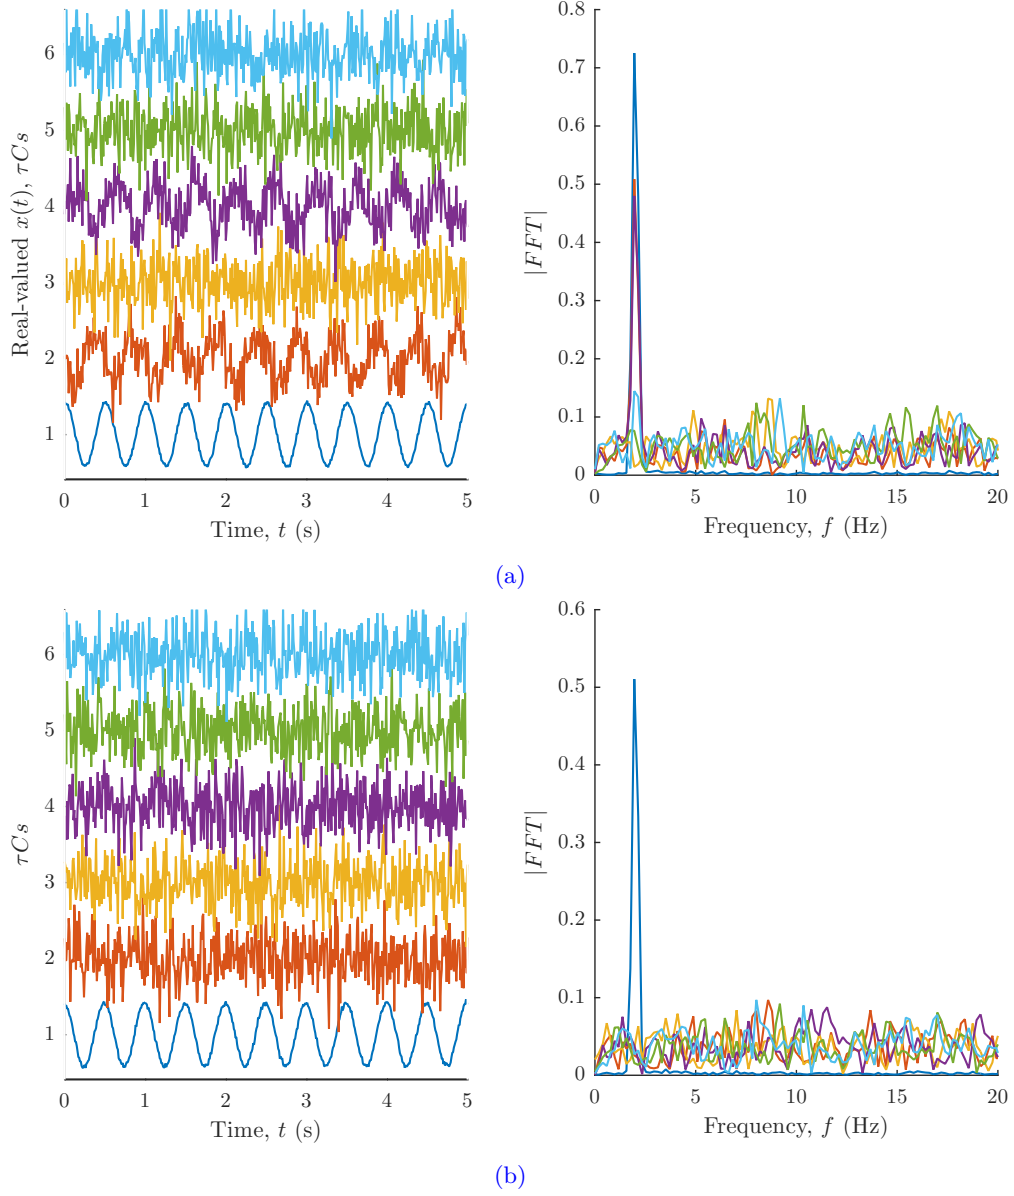 Real-valued x(t), τCs
6
5
4
3
2
1
0 1 2 3 4 5
Time, t (s)
|FFT|
0.8
0.7
0.6
0.5
0.4
0.3
0.2
0.1
0
0 5 10 15 20
Frequency, f (Hz)
(a)
τCs
6
5
4
3
2
1
0 1 2 3 4 5
Time, t (s)
|FFT|
0.6
0.5
0.4
0.3
0.2
0.1
0
0 5 10 15 20
Frequency, f (Hz)
(b)